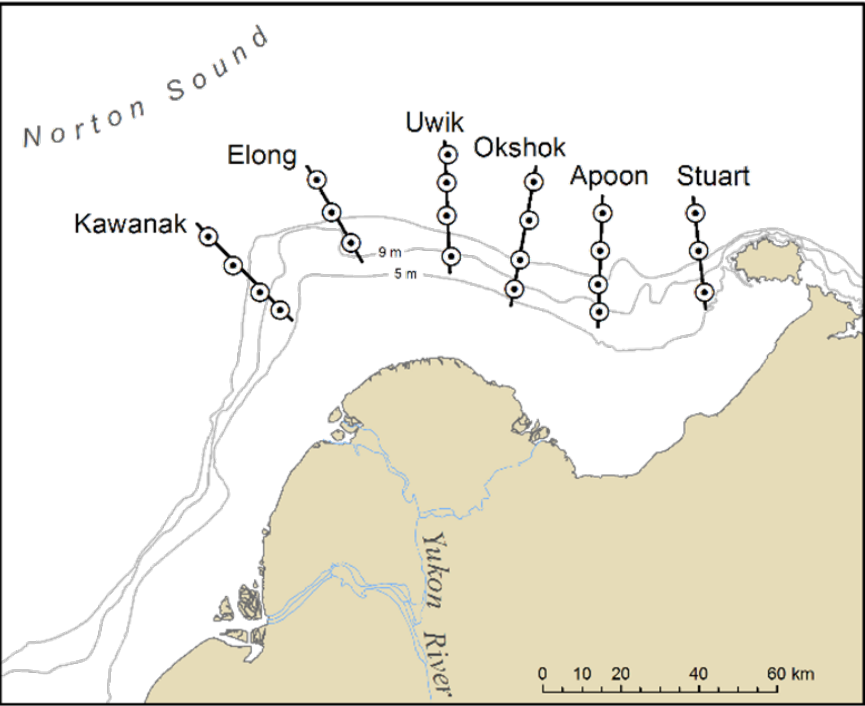 Norton Sound
Uwik
Elong
Okshok
Apoon
Stuart
Kawanak
9 m
5 m
Yukon River
0 10 20 40 60 km